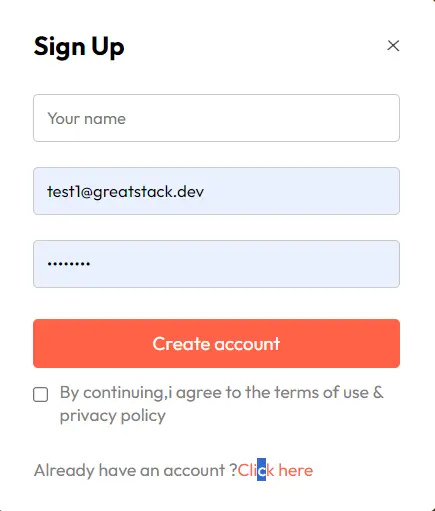 Sign Up
Your name
test1@greatstack.dev
••••••••
Create account
By continuing,i agree to the terms of use &
privacy policy
Already have an account ?Click here